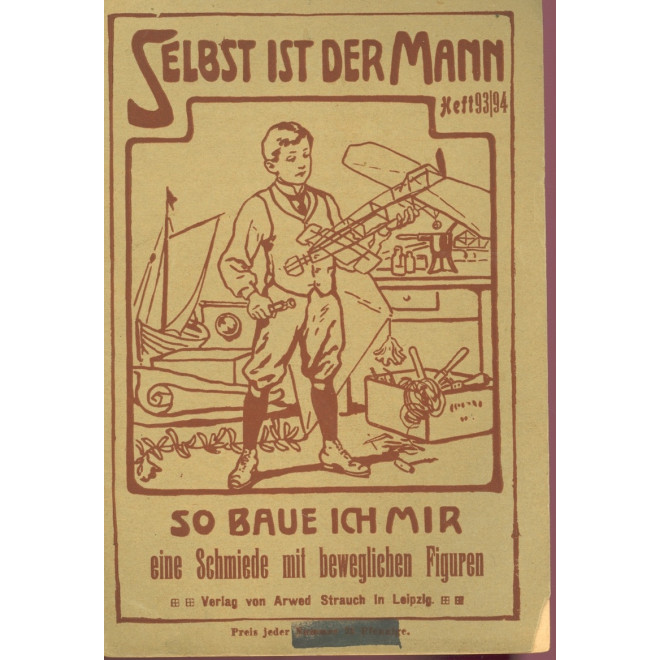 SELBST IST DER MANN
Heft 93/94
SO BAUE ICH MIR
eine Schmiede mit beweglichen Figuren
Verlag von Arwed Strauch in Leipzig.
Preis jeder